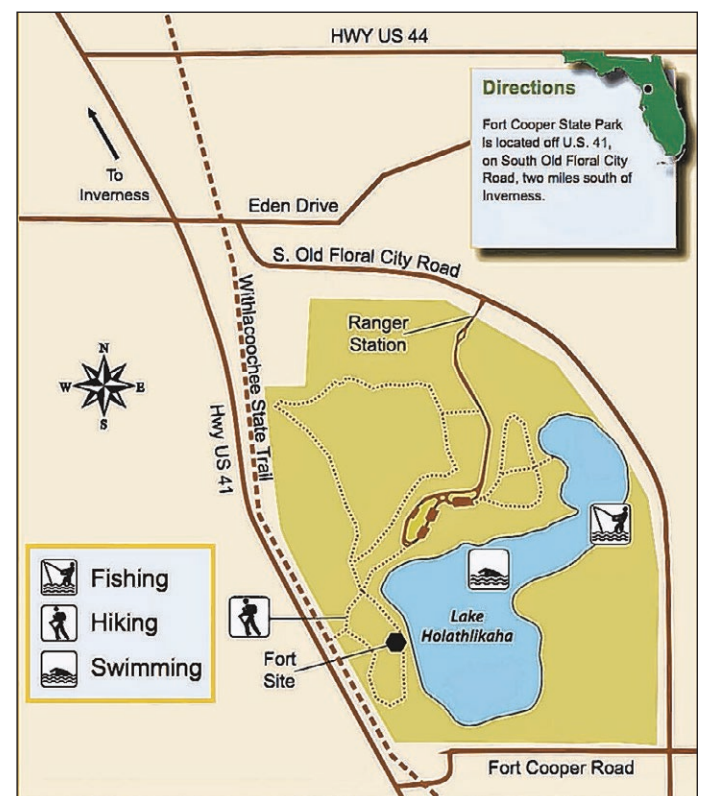 HWY US 44
Directions
Fort Cooper State Park
is located off U.S. 41,
on South Old Floral City
Road, two miles south of
Inverness.
To
Inverness
Eden Drive
S. Old Floral City Road
Withlacoochee State Trail
Ranger
Station
N
W
E
S
Hwy US 41
Fishing
Hiking
Swimming
Lake
Holathlikaha
Fort
Site
Fort Cooper Road